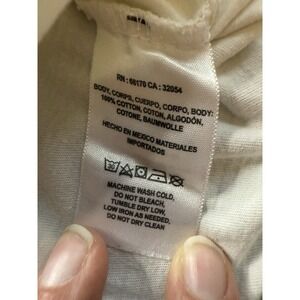 RN : 66170 CA : 32054
BODY, CORPS, CUERPO, CORPO, BODY:
100% COTTON, COTON, ALGODÓN,
COTONE, BAUMWOLLE
HECHO EN MEXICO MATERIALES
IMPORTADOS
MACHINE WASH COLD,
DO NOT BLEACH,
TUMBLE DRY LOW,
LOW IRON AS NEEDED,
DO NOT DRY CLEAN